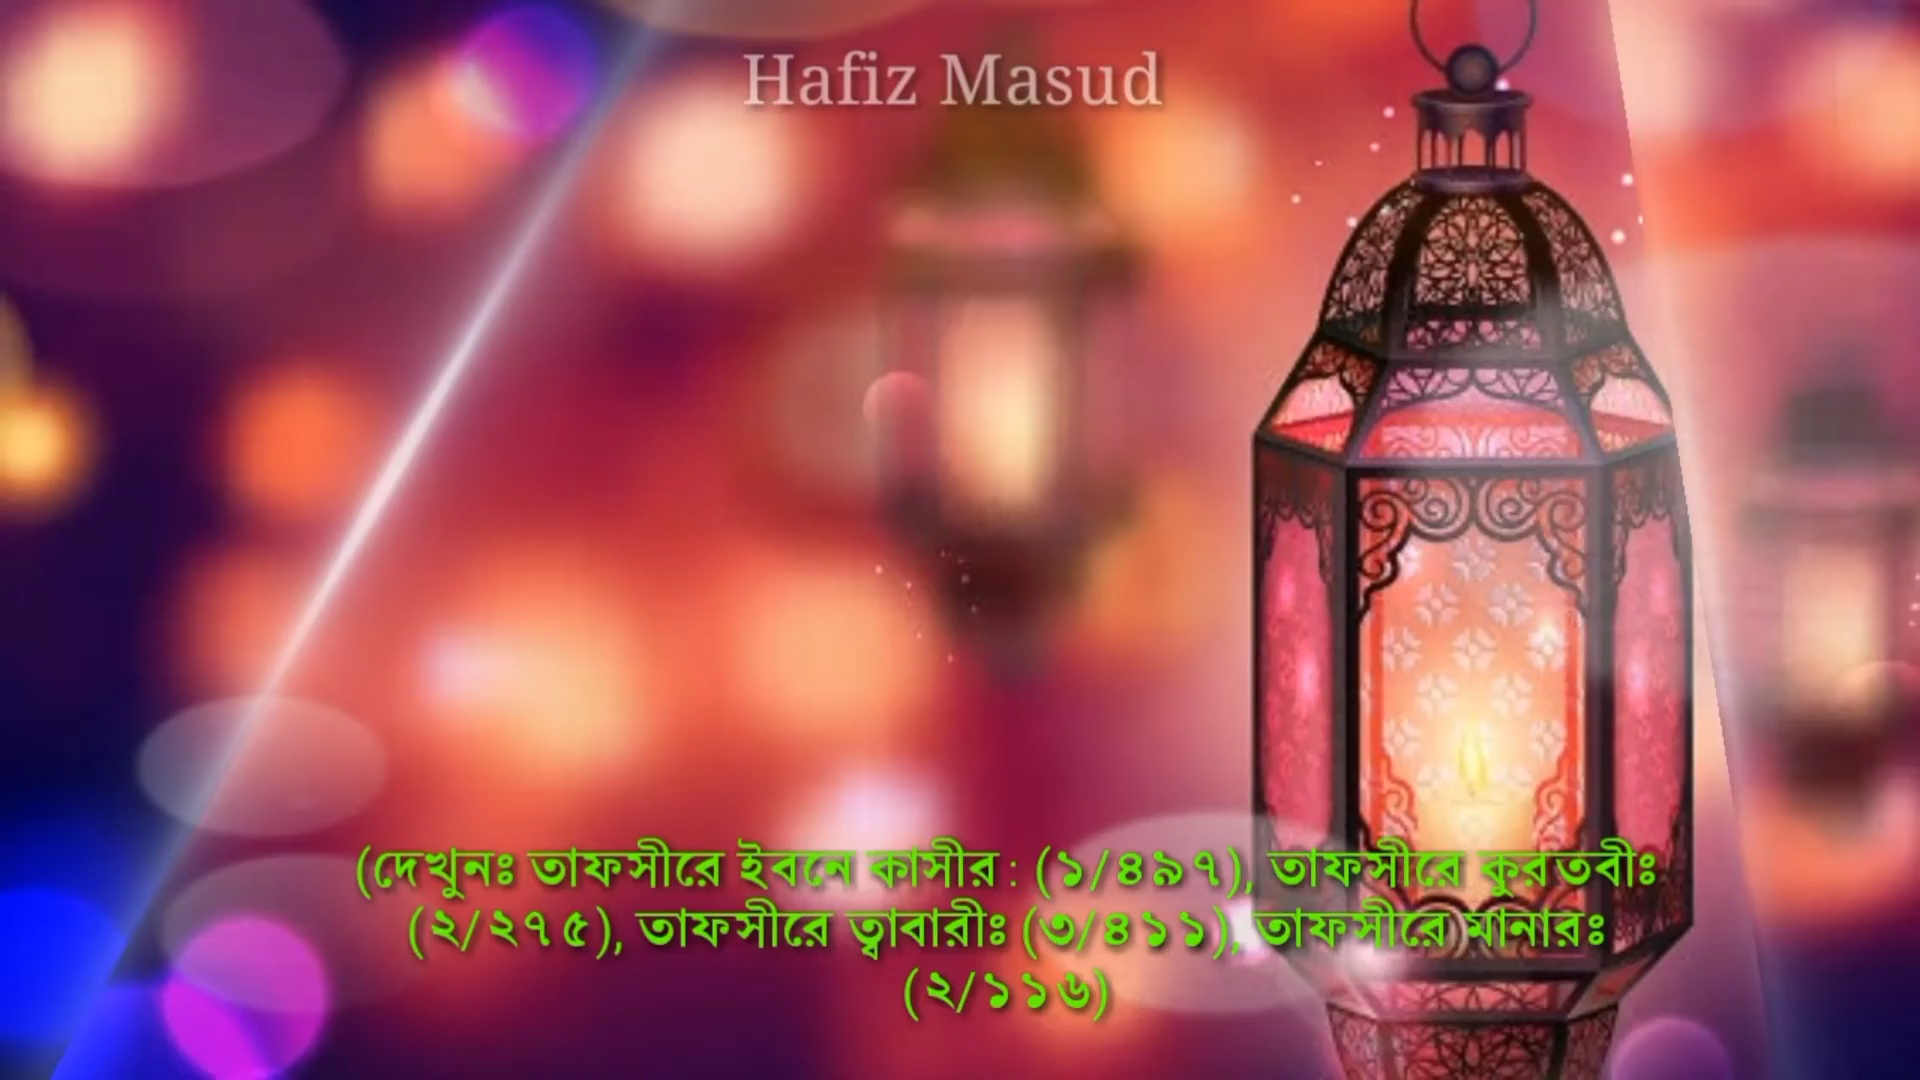 Hafiz Masud
(দেখুনঃ তাফসীরে ইবনে কাসীর : (১/৪৯৭), তাফসীরে কুরতবীঃ
(২/২৭৫), তাফসীরে ত্বাবারীঃ (৩/৪১১), তাফসীরে মানারঃ
(২/১১৬)